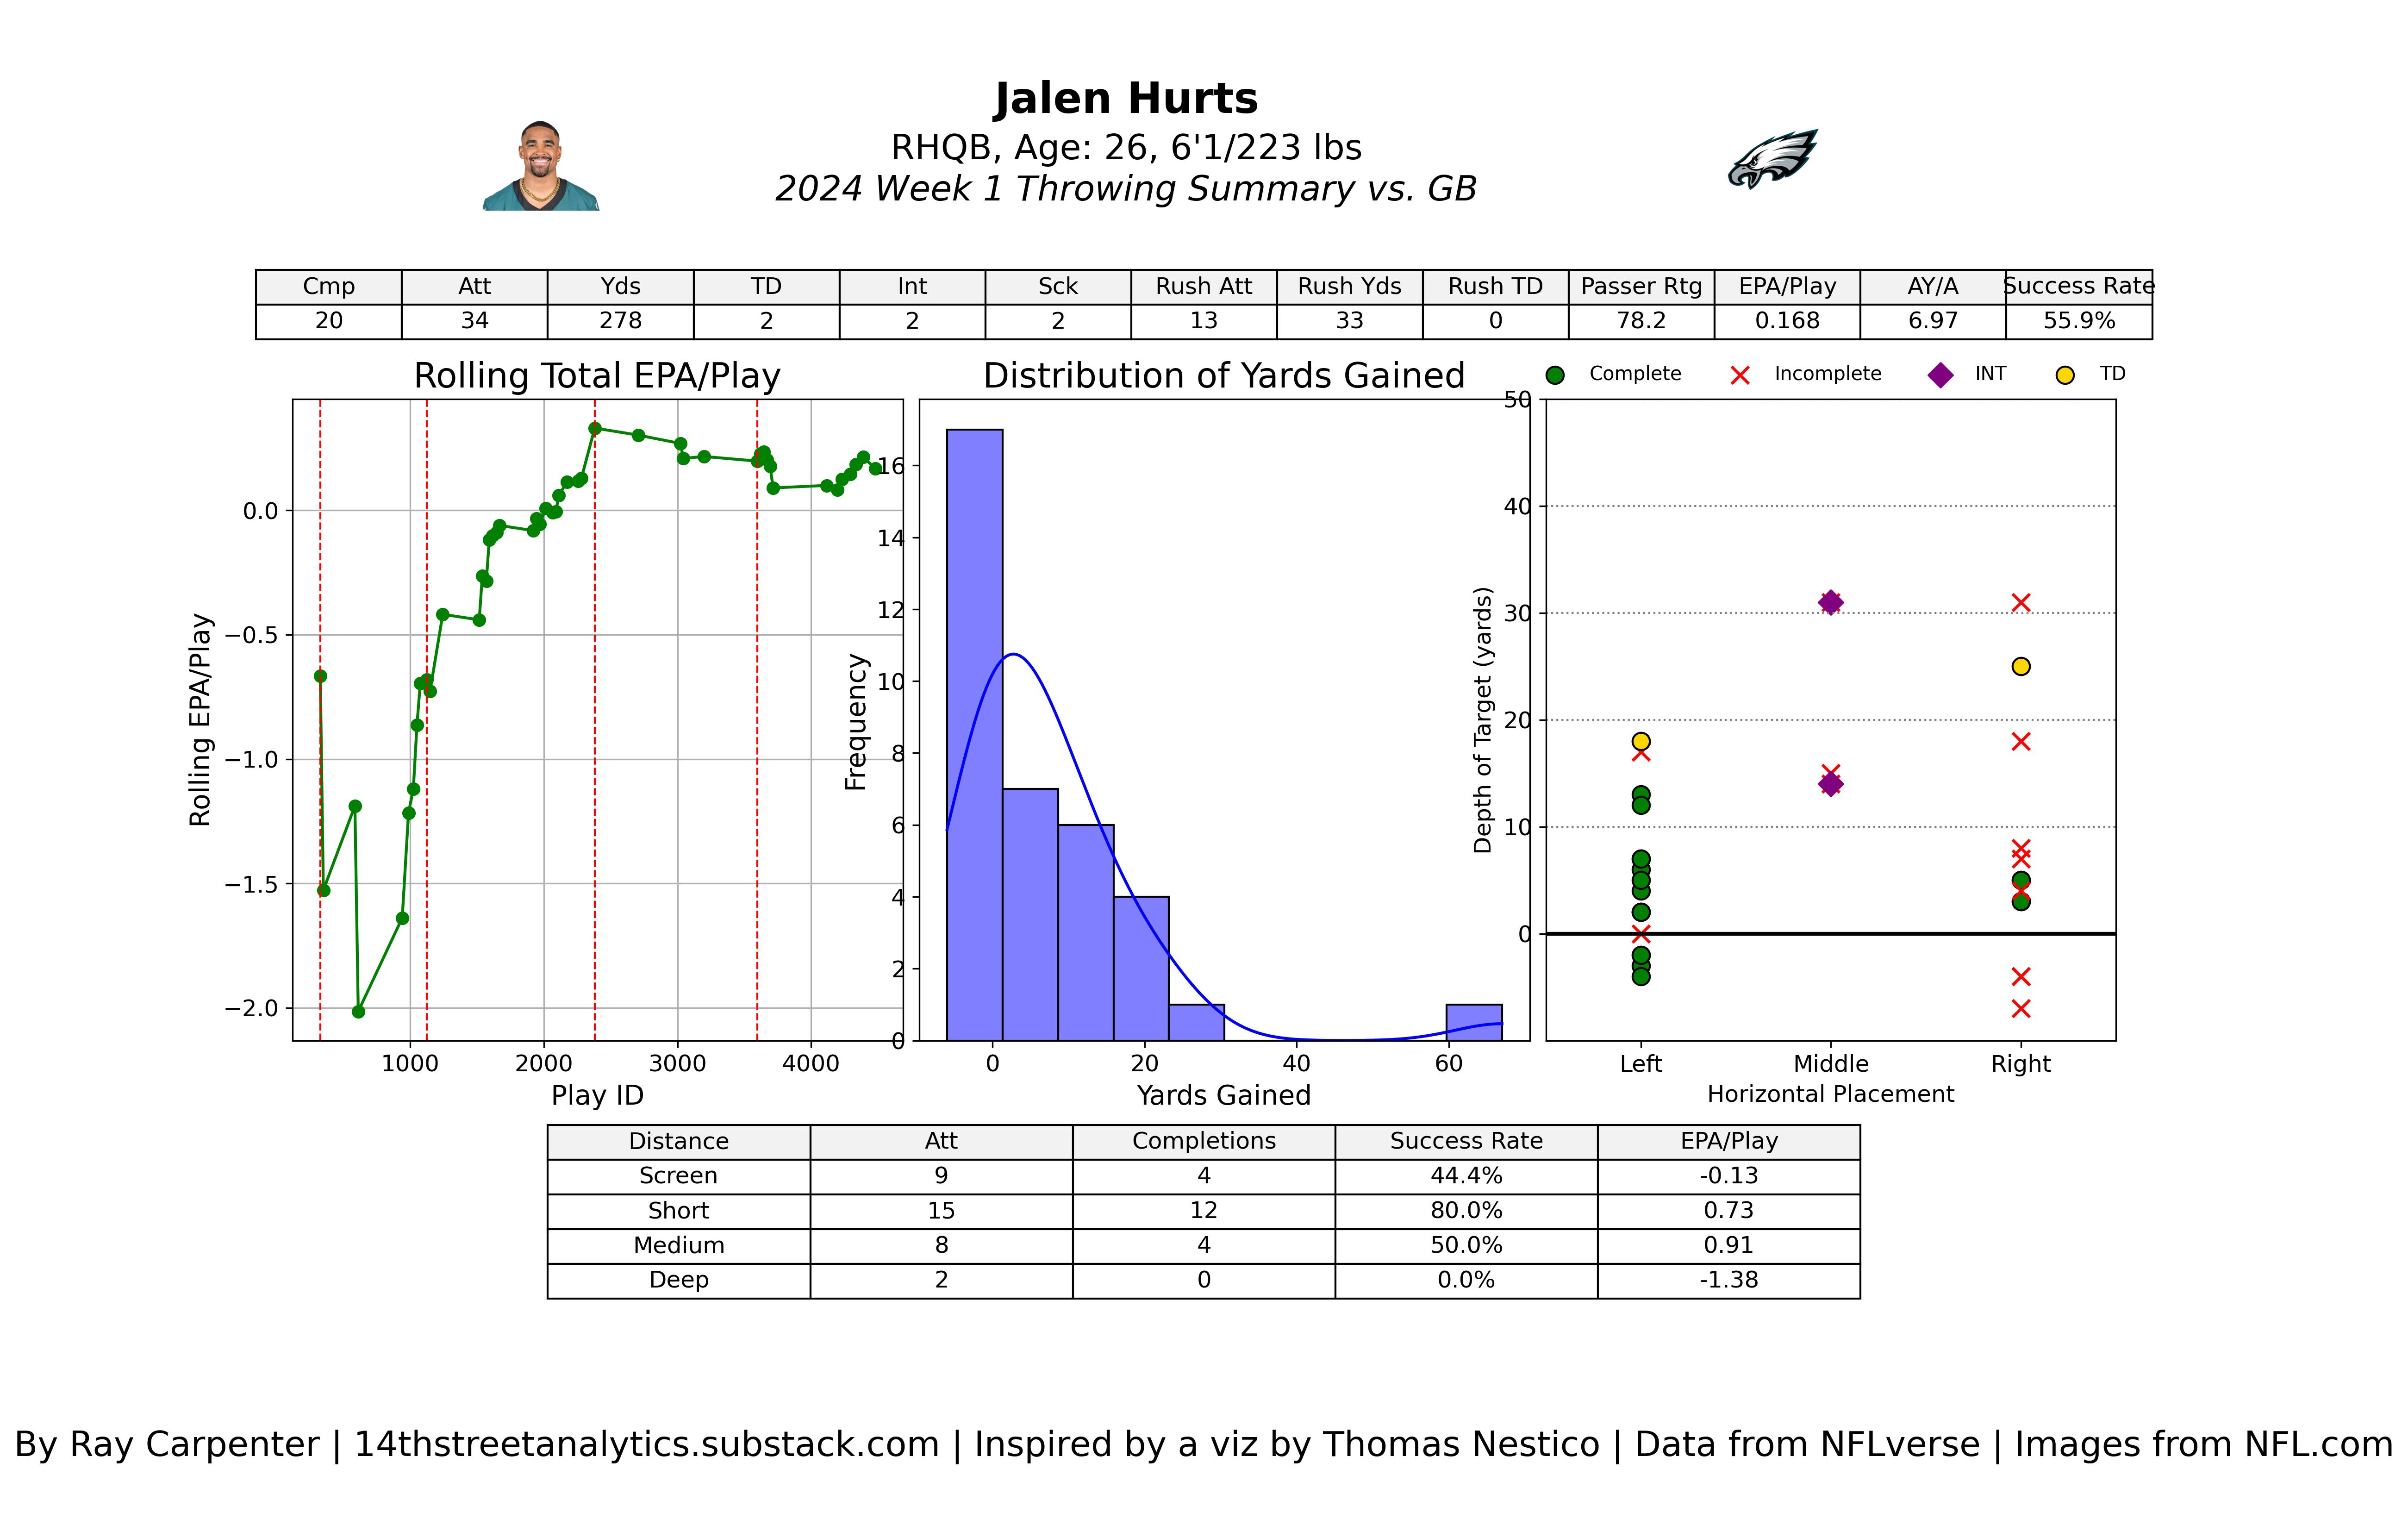 Jalen Hurts
RHQB, Age: 26, 6'1/223 lbs
2024 Week 1 Throwing Summary vs. GB
Cmp Att Yds TD Int Sck Rush Att Rush Yds Rush TD Passer Rtg EPA/Play AY/A Success Rate
20 34 278 2 2 2 13 33 0 78.2 0.168 6.97 55.9%
Rolling Total EPA/Play
Rolling EPA/Play
0.0
−0.5
−1.0
−1.5
−2.0
1000 2000 3000 4000
Play ID
Distribution of Yards Gained
Frequency
16
14
12
10
8
6
4
2
0
0 20 40 60
Yards Gained
Complete Incomplete INT TD
Depth of Target (yards)
50
40
30
20
10
0
Left Middle Right
Horizontal Placement
Distance Att Completions Success Rate EPA/Play
Screen 9 4 44.4% -0.13
Short 15 12 80.0% 0.73
Medium 8 4 50.0% 0.91
Deep 2 0 0.0% -1.38
By Ray Carpenter | 14thstreetanalytics.substack.com | Inspired by a viz by Thomas Nestico | Data from NFLverse | Images from NFL.com